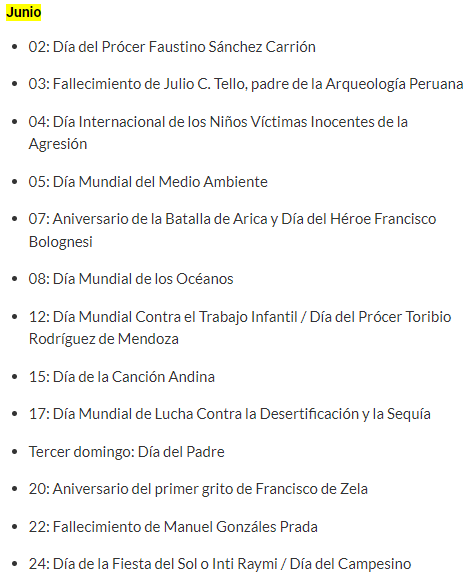 Junio
02: Día del Prócer Faustino Sánchez Carrión
03: Fallecimiento de Julio C. Tello, padre de la Arqueología Peruana
04: Día Internacional de los Niños Víctimas Inocentes de la
Agresión
05: Día Mundial del Medio Ambiente
07: Aniversario de la Batalla de Arica y Día del Héroe Francisco
Bolognesi
08: Día Mundial de los Océanos
12: Día Mundial Contra el Trabajo Infantil / Día del Prócer Toribio
Rodríguez de Mendoza
15: Día de la Canción Andina
17: Día Mundial de Lucha Contra la Desertificación y la Sequía
Tercer domingo: Día del Padre
20: Aniversario del primer grito de Francisco de Zela
22: Fallecimiento de Manuel Gonzáles Prada
24: Día de la Fiesta del Sol o Inti Raymi / Día del Campesino